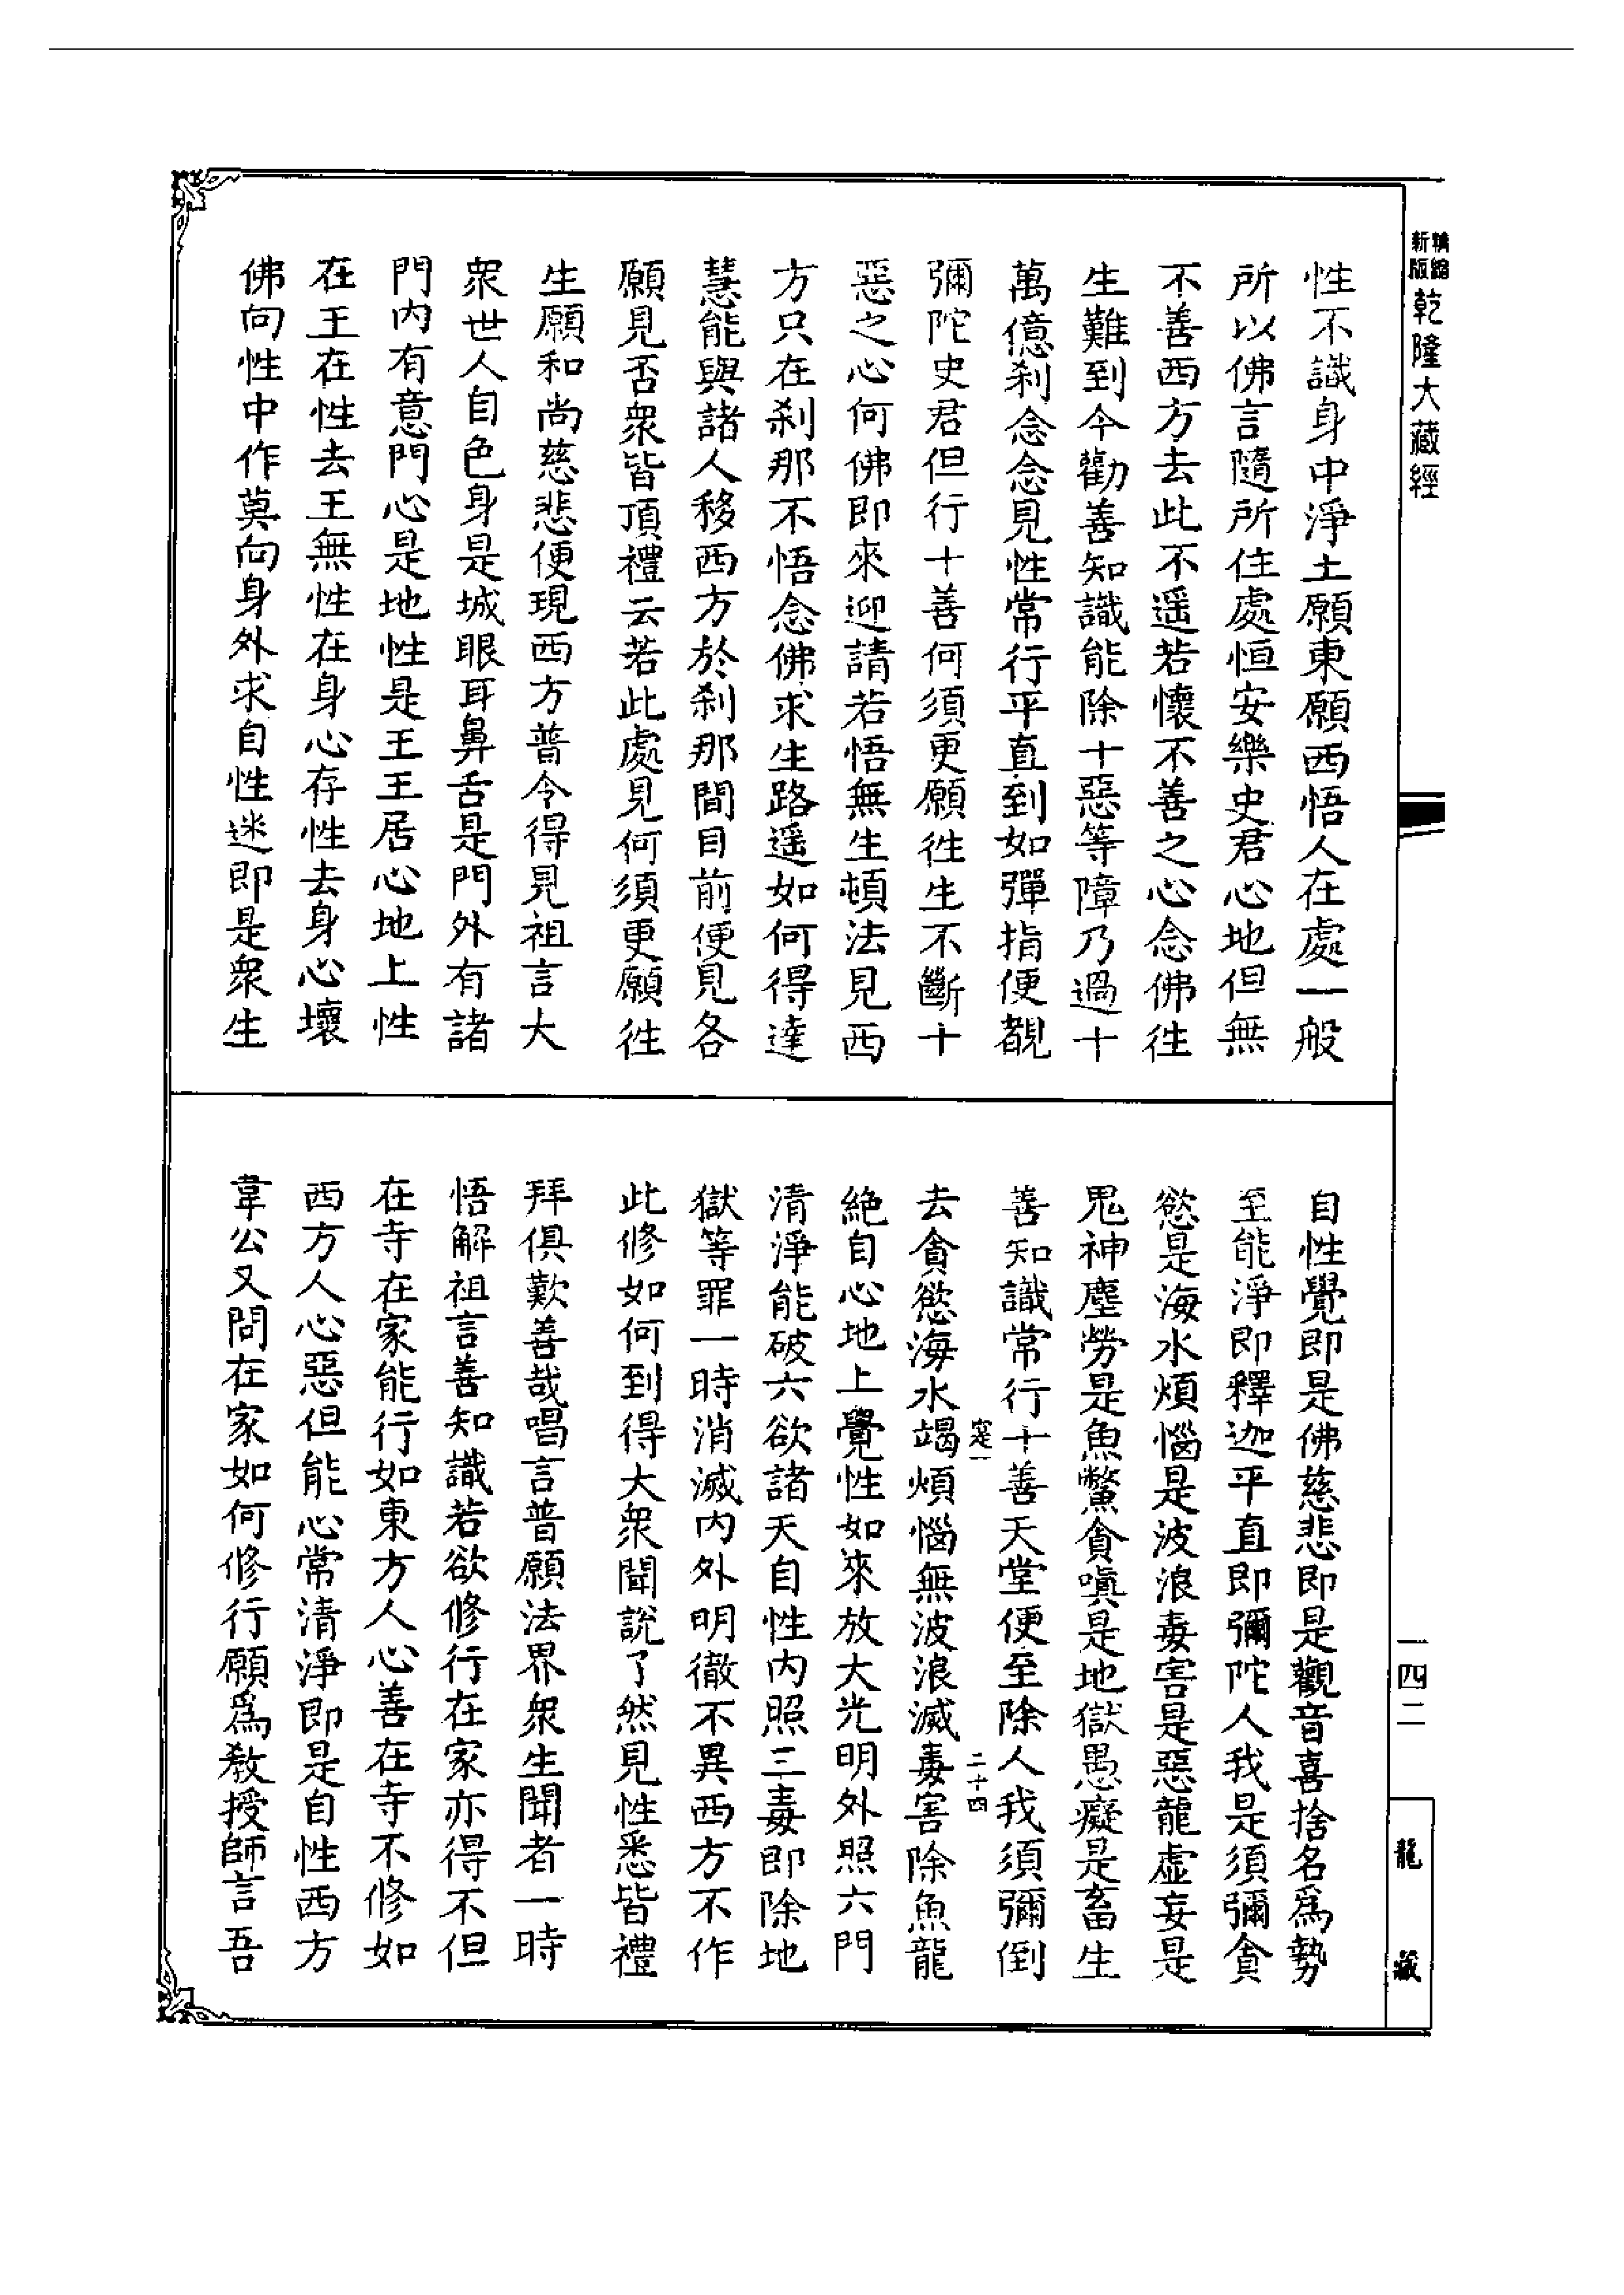 精縮新版乾隆大藏經
性不識身中淨土願東願西悟人在處一般
所以佛言隨所住處恒安樂史君心地但無
不善西方去此不遥若懷不善之心念佛徃
生難到今勸善知識能除十惡等障乃過十
萬億刹念念見性常行平直到如彈指便覩
彌陀史君但行十善何須更願徃生不斷十
惡之心何佛即來迎請若悟無生頓法見西
方只在刹那不悟念佛求生路遥如何得達
慧能與諸人移西方於刹那間目前便見各
願見否衆皆頂禮云若此處見何須更願徃
生願和尚慈悲便現西方普令得見祖言大
衆世人自色身是城眼耳鼻舌是門外有諸
門内有意門心是地性是王王居心地上性
在王在性去王無性在身心存性去身心壞
佛向性中作莫向身外求自性迷即是衆生
自性覺即是佛慈悲即是觀音喜捨名爲勢
至能淨即釋迦平直即彌陀人我是須彌貪
慾是海水煩惱是波浪毒害是惡龍虚妄是
鬼神塵勞是魚鱉貪嗔是地獄愚癡是畜生
善知識常行十善天堂便至除人我須彌倒
去貪慾海水竭煩惱無波浪滅毒害除魚龍
二十四
絶自心地上覺性如來放大光明外照六門
清淨能破六欲諸天自性内照三毒即除地
獄等罪一時消滅内外明徹不異西方不作
此修如何到得大衆聞說了然見性悉皆禮
拜俱歎善哉唱言普願法界衆生聞者一時
悟解祖言善知識若欲修行在家亦得不但
在寺在家能行如東方人心善在寺不修如
西方人心惡但能心常清淨即是自性西方
韋公又問在家如何修行願爲教授師言吾
一四二
龍藏